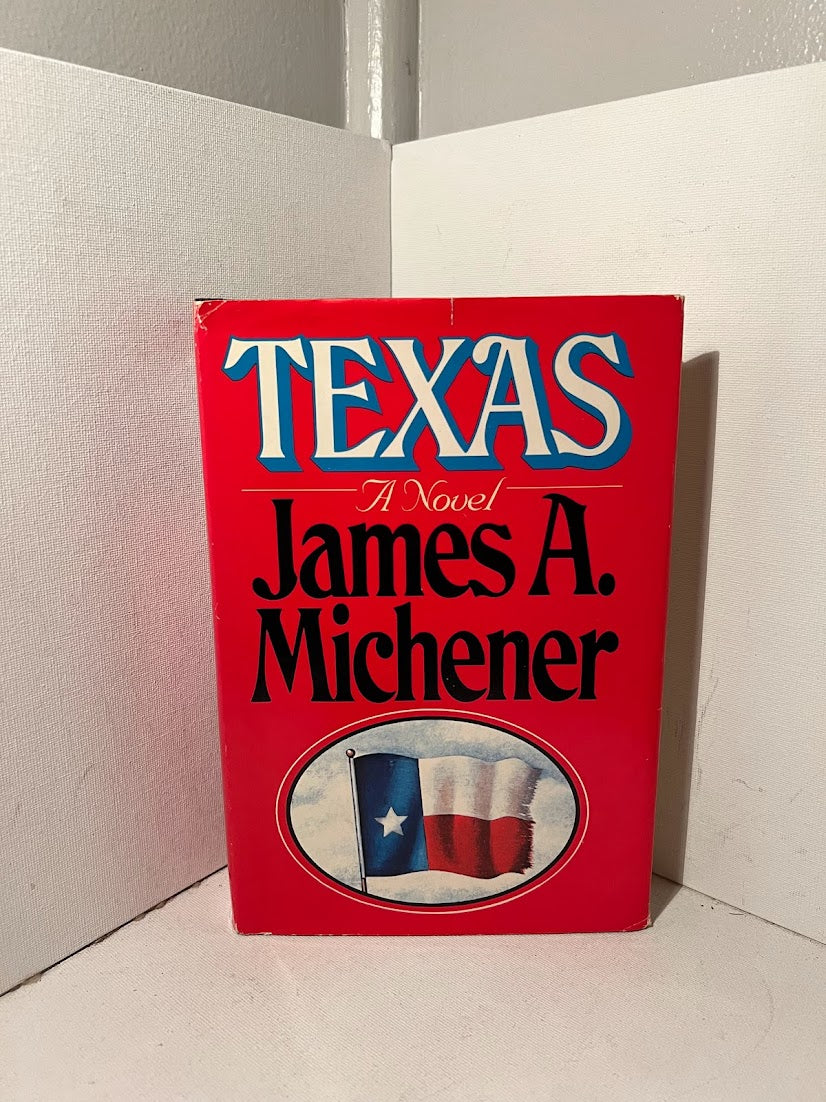 TEXAS
A Novel
James A.
Michener